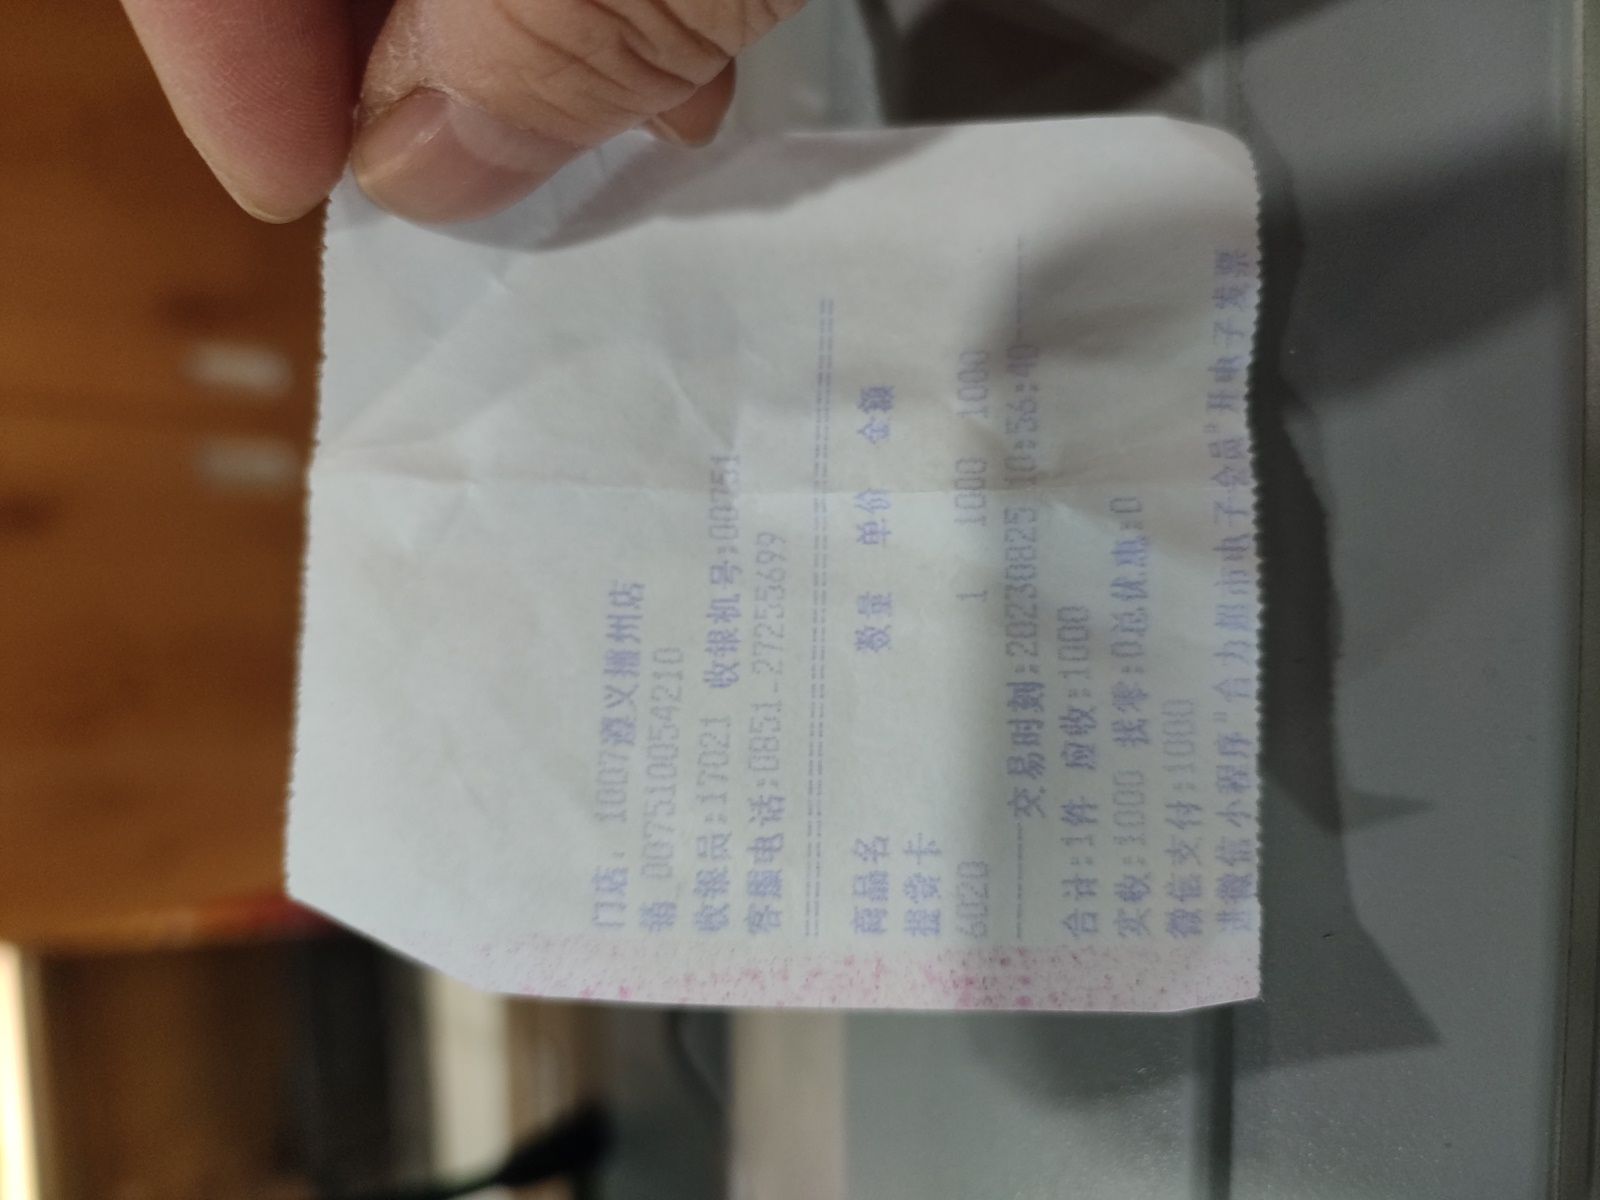 门店: 1007遵义播州店
销 007510054210
收银员:17021 收银机号:000751
客服电话:0851-27255699
商品名 数量 单价 金额
提货卡
6020 1 1000 1000
交易时刻:20230825 10:56:40
合计:1件 应收:1000
实收:1000 找零:0总优惠:0
微信支付:1000
进微信小程序"合力超市电子会员"开电子发票